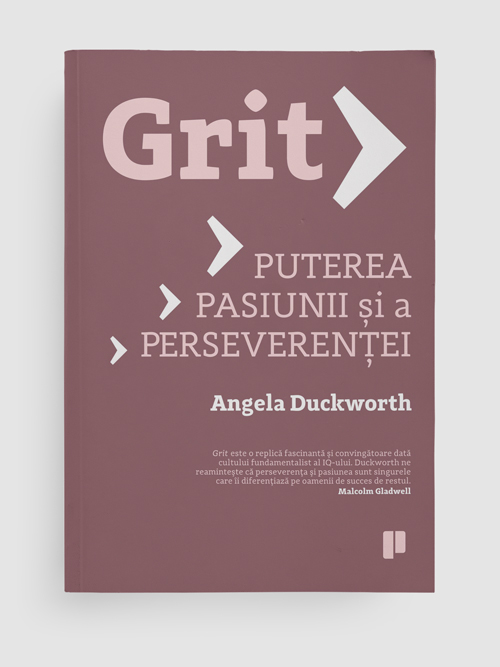 Grit
PUTEREA
PASIUNII și a
PERSEVERENȚEI
Angela Duckworth
Grit este o replică fascinantă și convingătoare dată
cultului fundamentalist al IQ-ului. Duckworth ne
reamintește că perseverența și pasiunea sunt singurele
care îi diferențiază pe oamenii de succes de restul.
Malcolm Gladwell